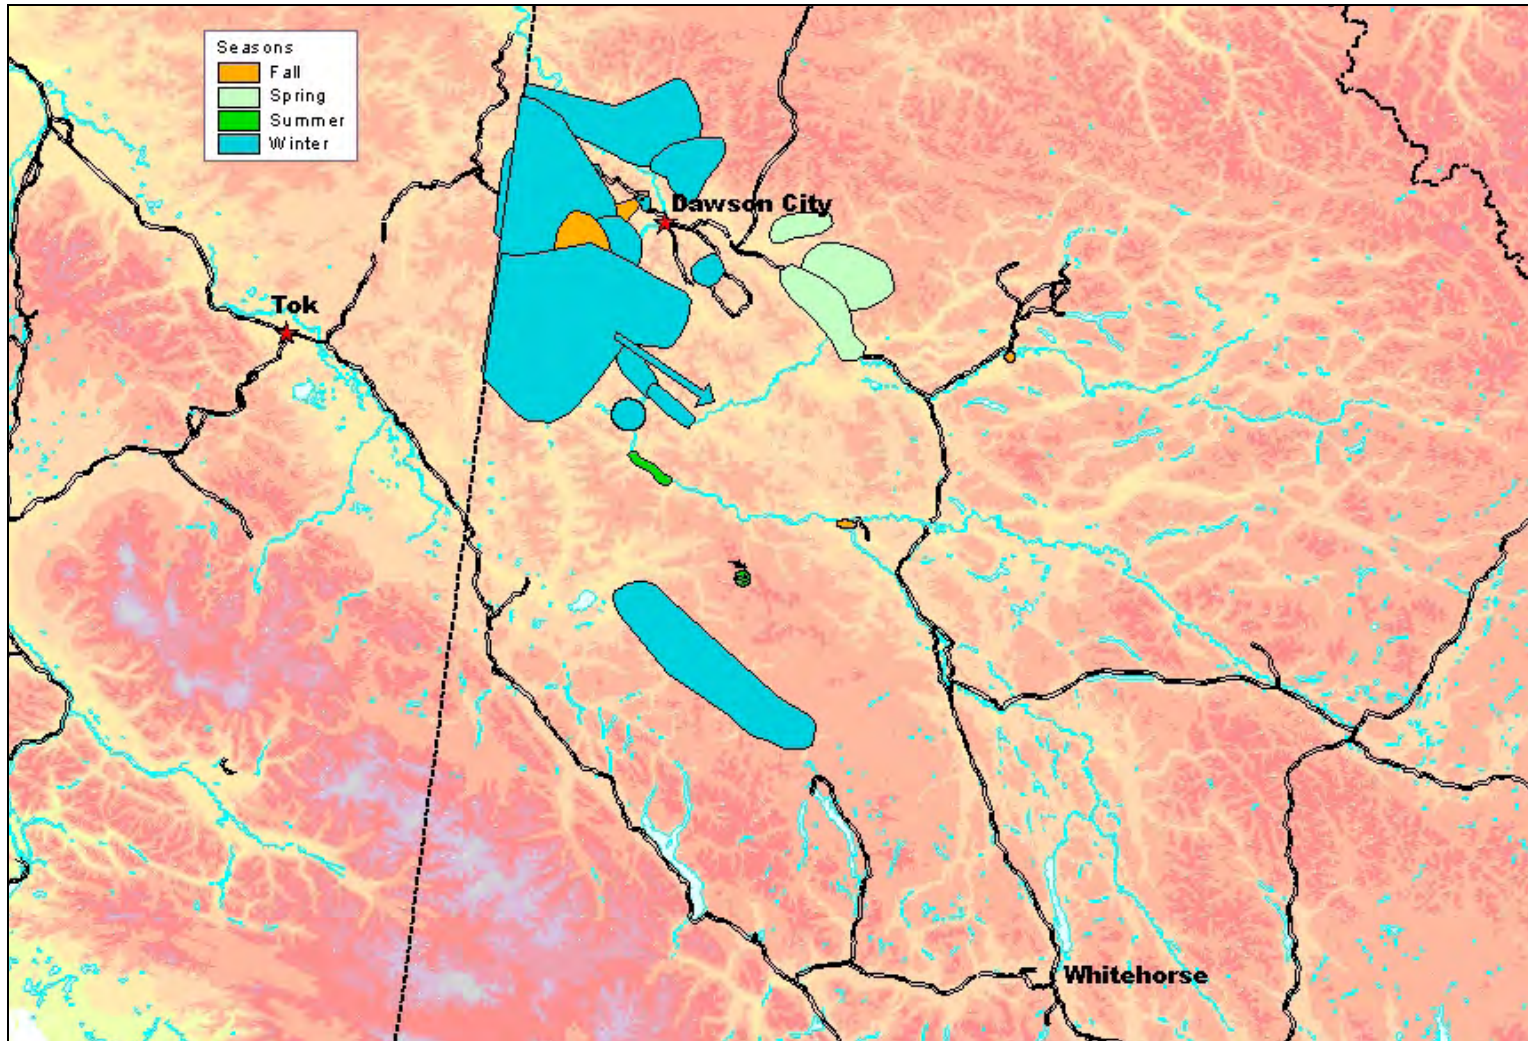 Seasons
Fall
Spring
Summer
Winter
Dawson City
Tok
Whitehorse